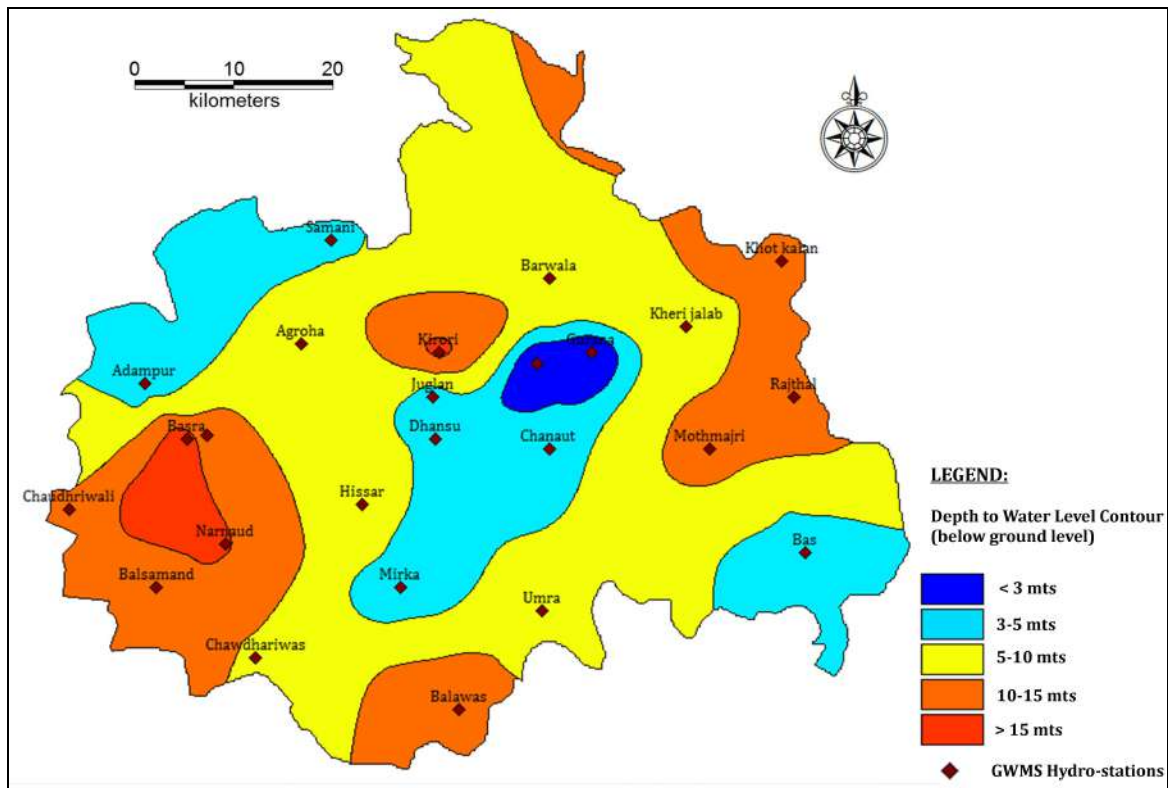 0 10 20
kilometers
Samani
Khot kalan
Barwala
Kheri jalab
Agroha
Kirori
Adampur
Juglan
Rajthal
Basra
Dhansu
Chanaut
Mothmajri
Chaudhriwali
Hissar
Narnaud
Bas
Balsamand
Mirka
Umra
Chawdhariwas
Balawas
LEGEND:
Depth to Water Level Contour
(below ground level)
< 3 mts
3-5 mts
5-10 mts
10-15 mts
> 15 mts
GWMS Hydro-stations